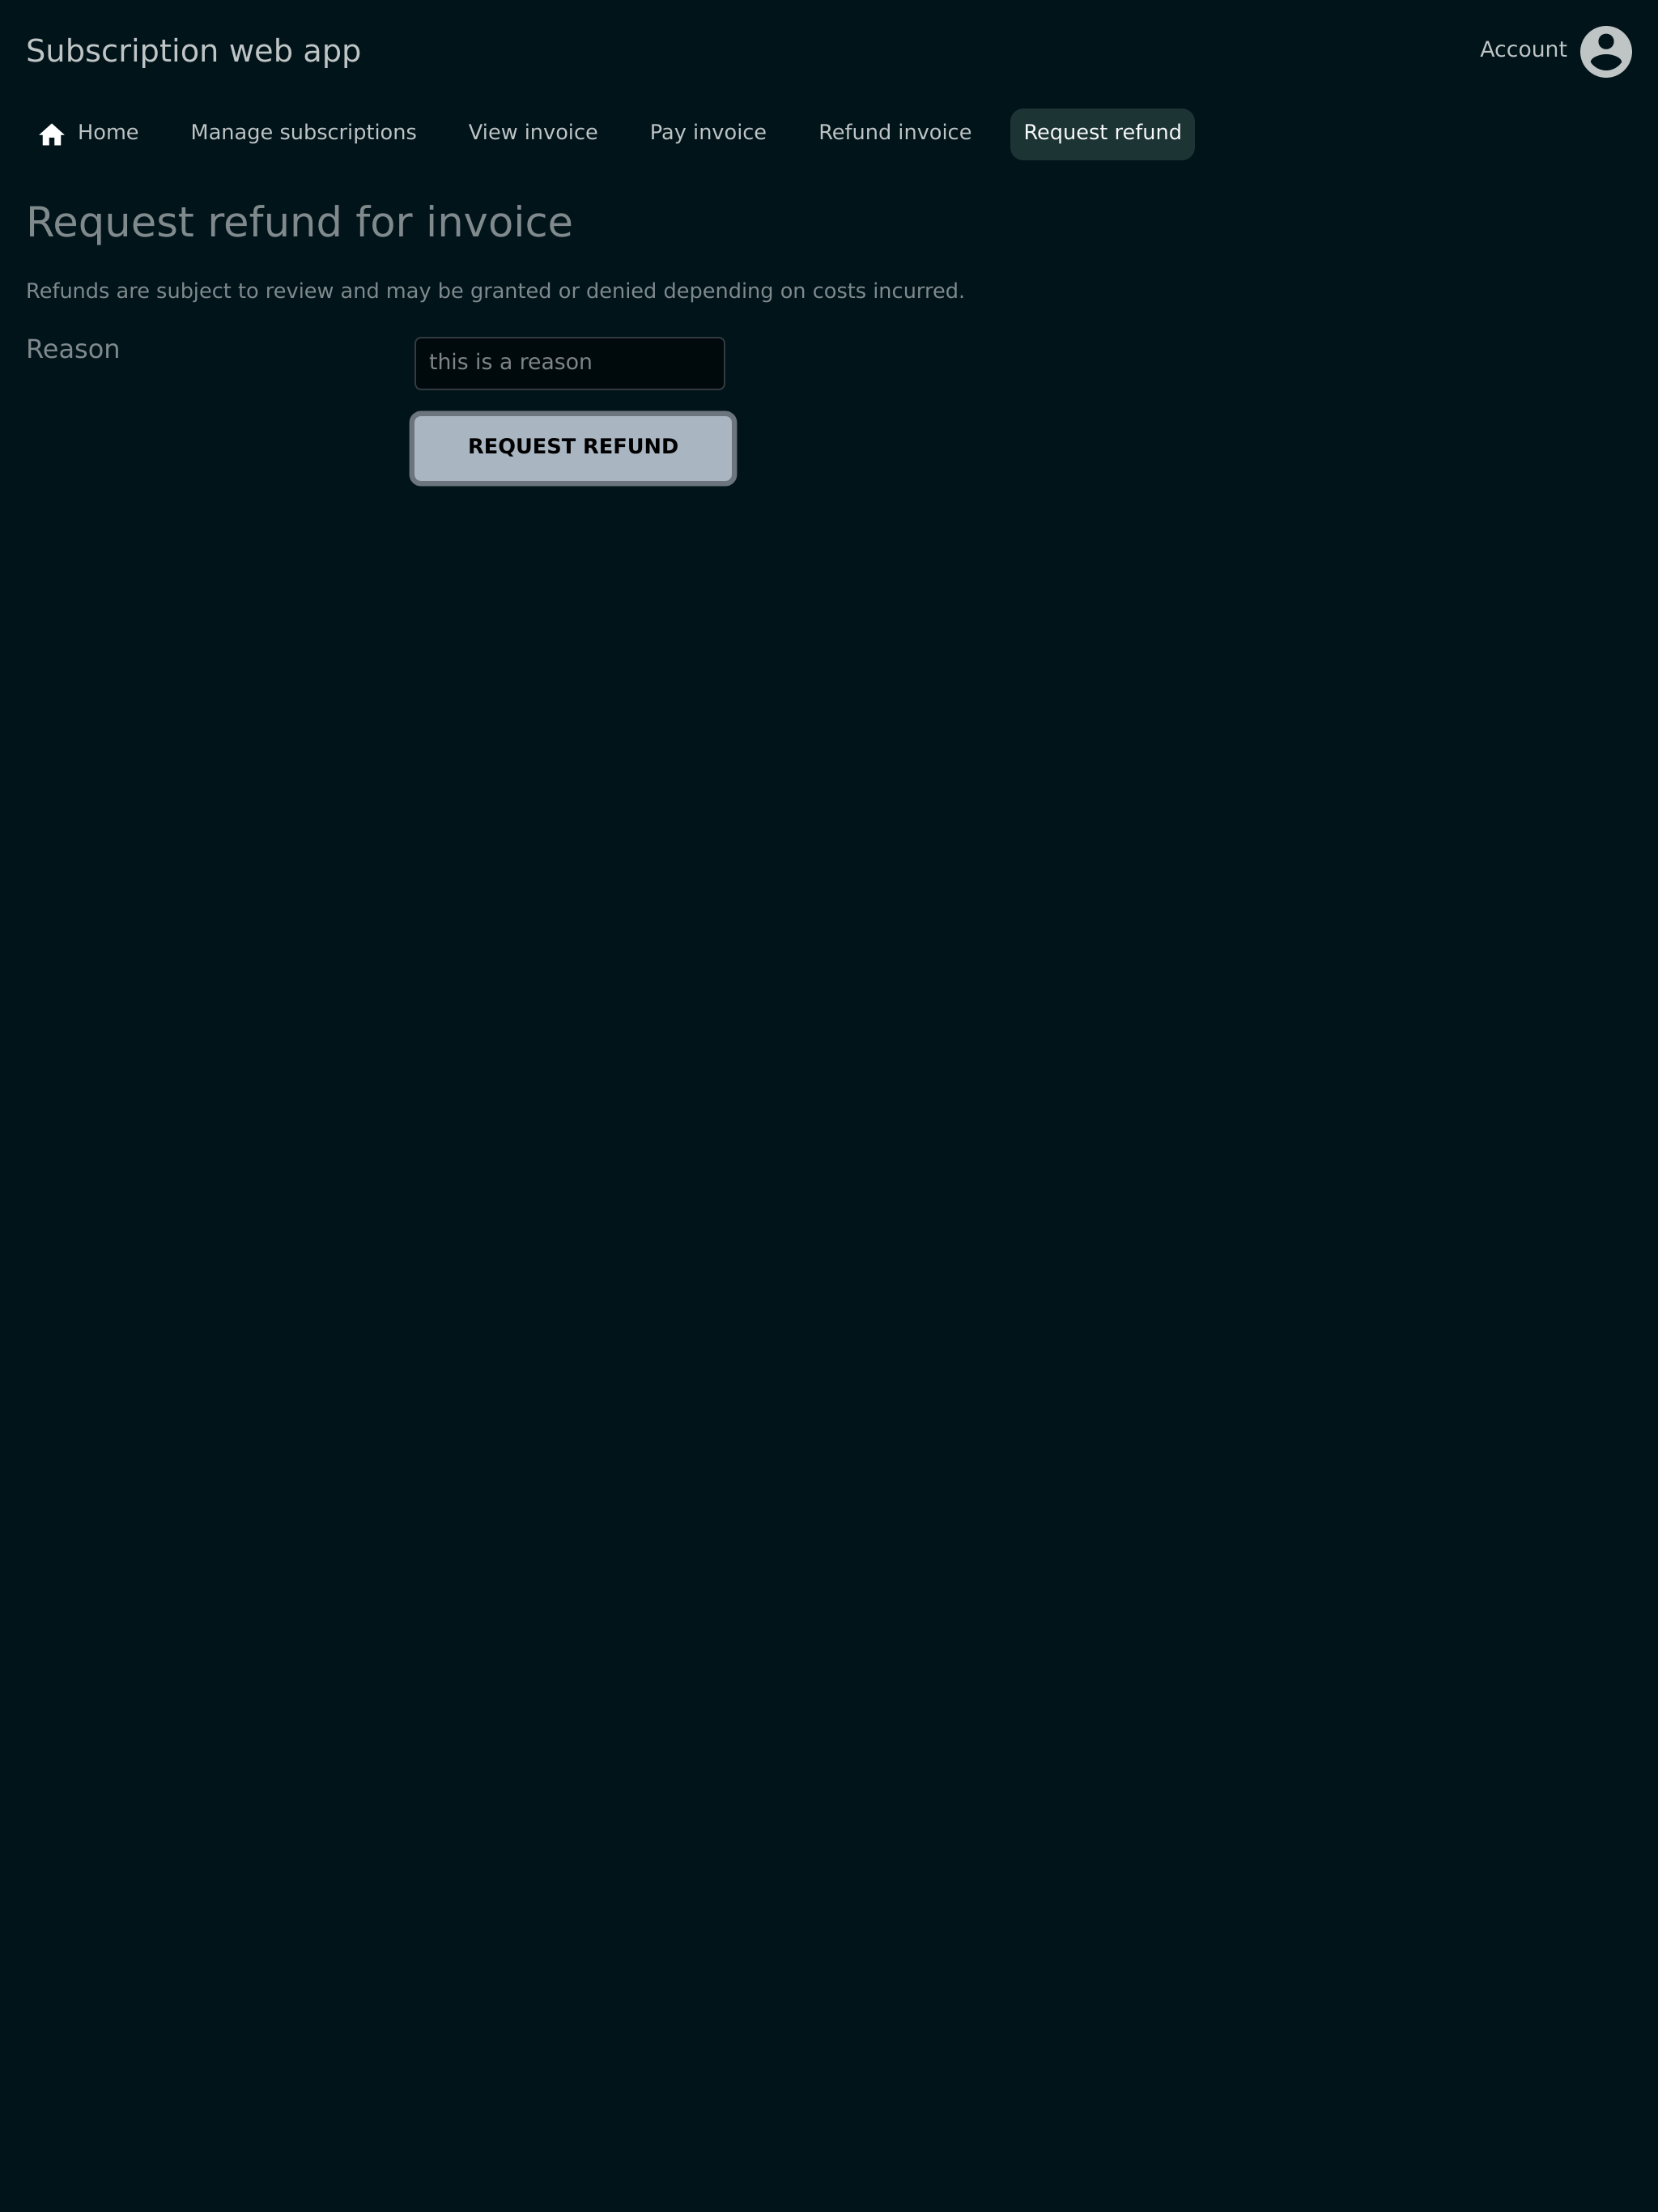 Subscription web app
Account
Home
Manage subscriptions
View invoice
Pay invoice
Refund invoice
Request refund
Request refund for invoice
Refunds are subject to review and may be granted or denied depending on costs incurred.
Reason
this is a reason
REQUEST REFUND